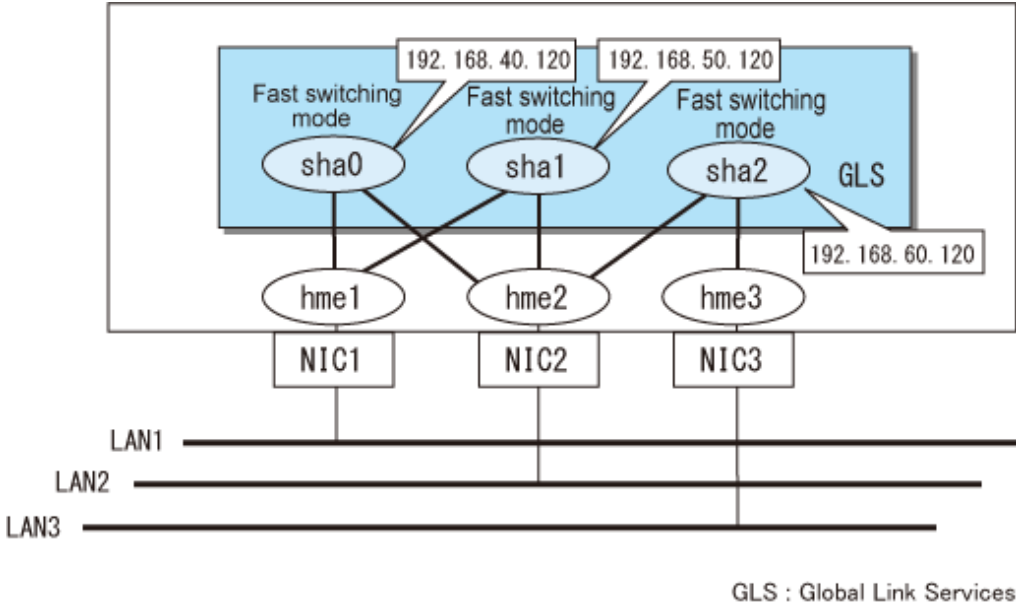 192.168.40.120
192.168.50.120
Fast switching
mode
Fast switching
mode
Fast switching
mode
sha0
sha1
sha2
GLS
192.168.60.120
hme1
hme2
hme3
NIC1
NIC2
NIC3
LAN1
LAN2
LAN3
GLS : Global Link Services